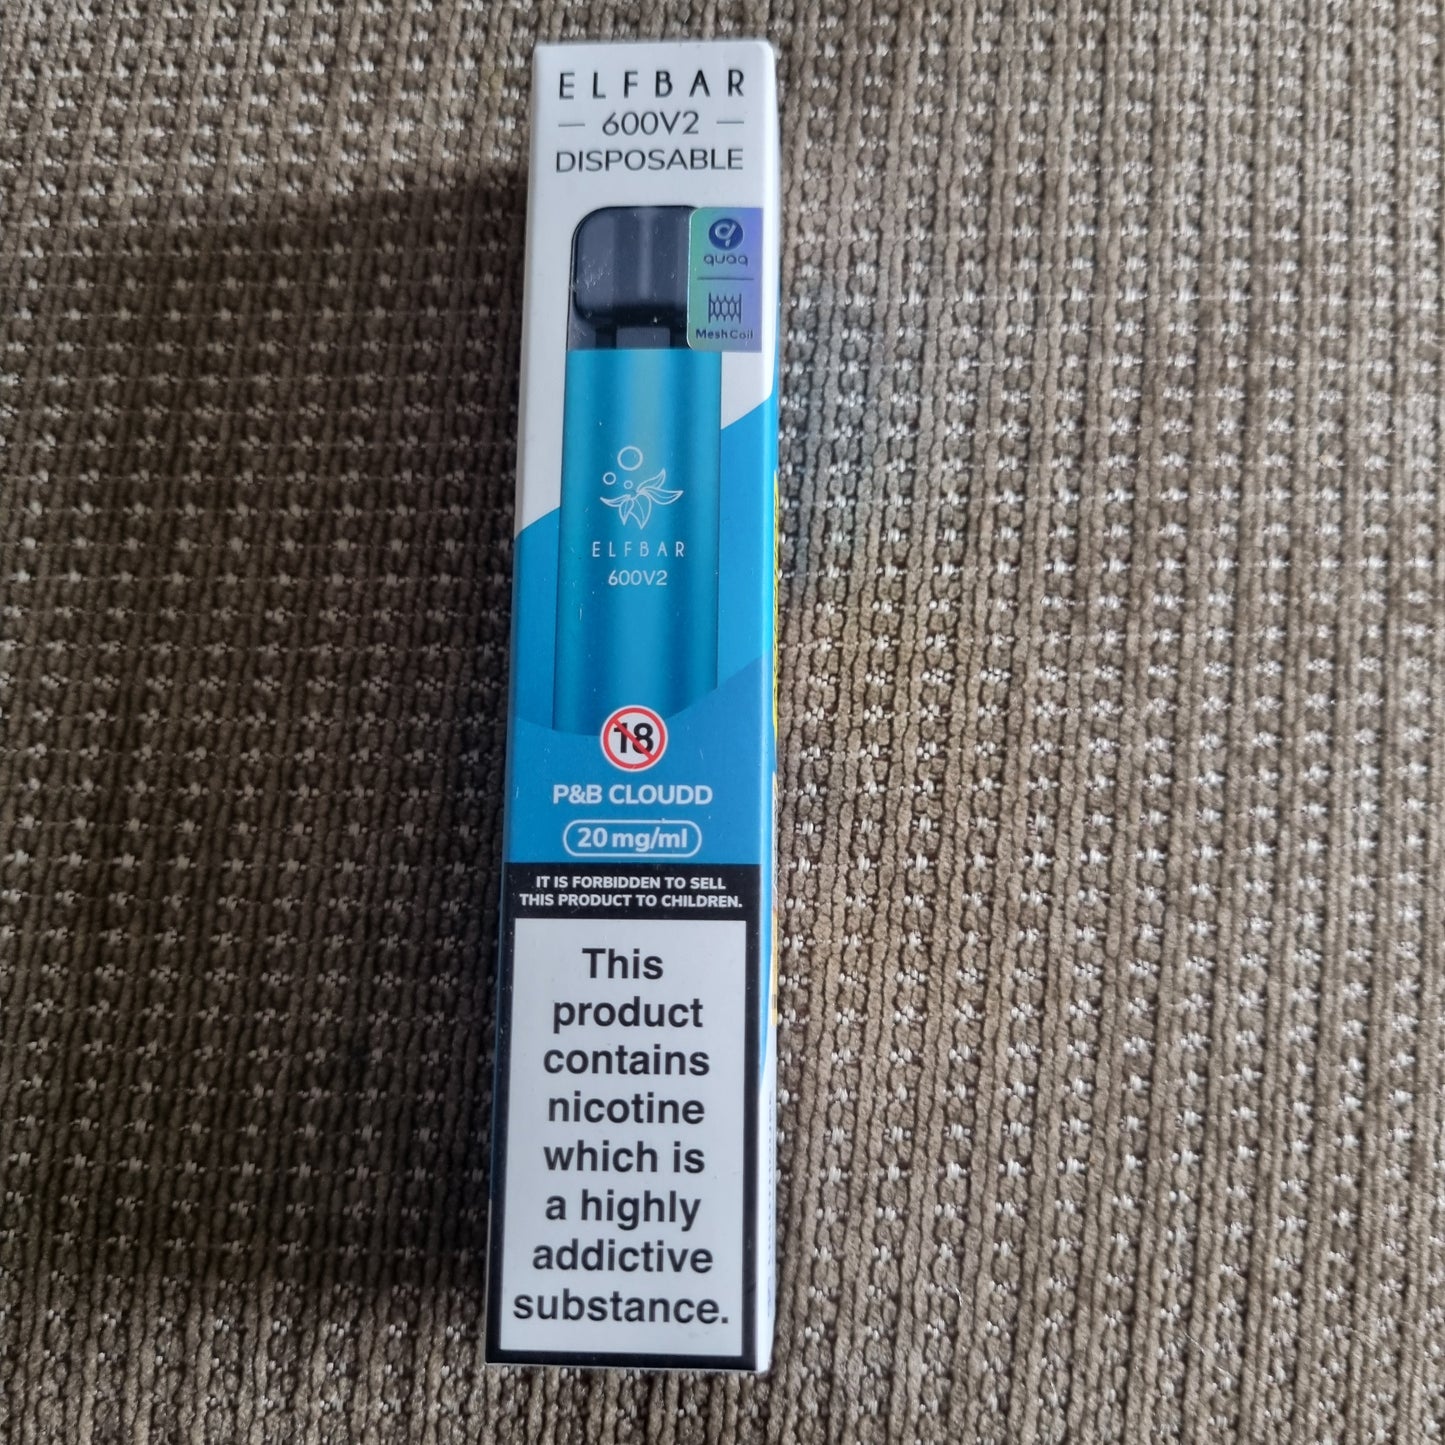 ELFBAR
600V2
DISPOSABLE
quaq
Mesh Coil
ELFBAR
600V2
18
P&B CLOUDD
20 mg/ml
IT IS FORBIDDEN TO SELL
THIS PRODUCT TO CHILDREN.
This
product
contains
nicotine
which is
a highly
addictive
substance.